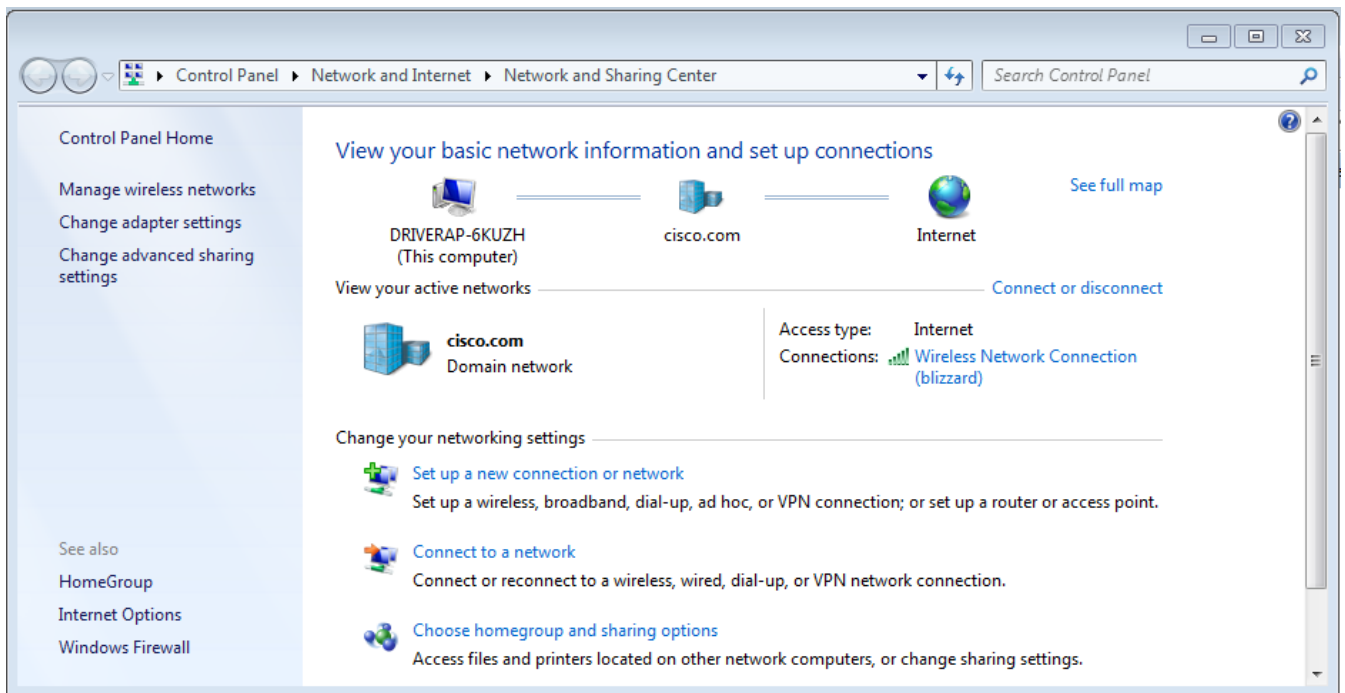 Control Panel Network and Internet Network and Sharing Center
Search Control Panel
Control Panel Home
Manage wireless networks
Change adapter settings
Change advanced sharing
settings
See also
HomeGroup
Internet Options
Windows Firewall
View your basic network information and set up connections
See full map
DRIVERAP-6KUZH
(This computer)
cisco.com
Internet
View your active networks
Connect or disconnect
cisco.com
Domain network
Access type: Internet
Connections: Wireless Network Connection
(blizzard)
Change your networking settings
Set up a new connection or network
Set up a wireless, broadband, dial-up, ad hoc, or VPN connection; or set up a router or access point.
Connect to a network
Connect or reconnect to a wireless, wired, dial-up, or VPN network connection.
Choose homegroup and sharing options
Access files and printers located on other network computers, or change sharing settings.